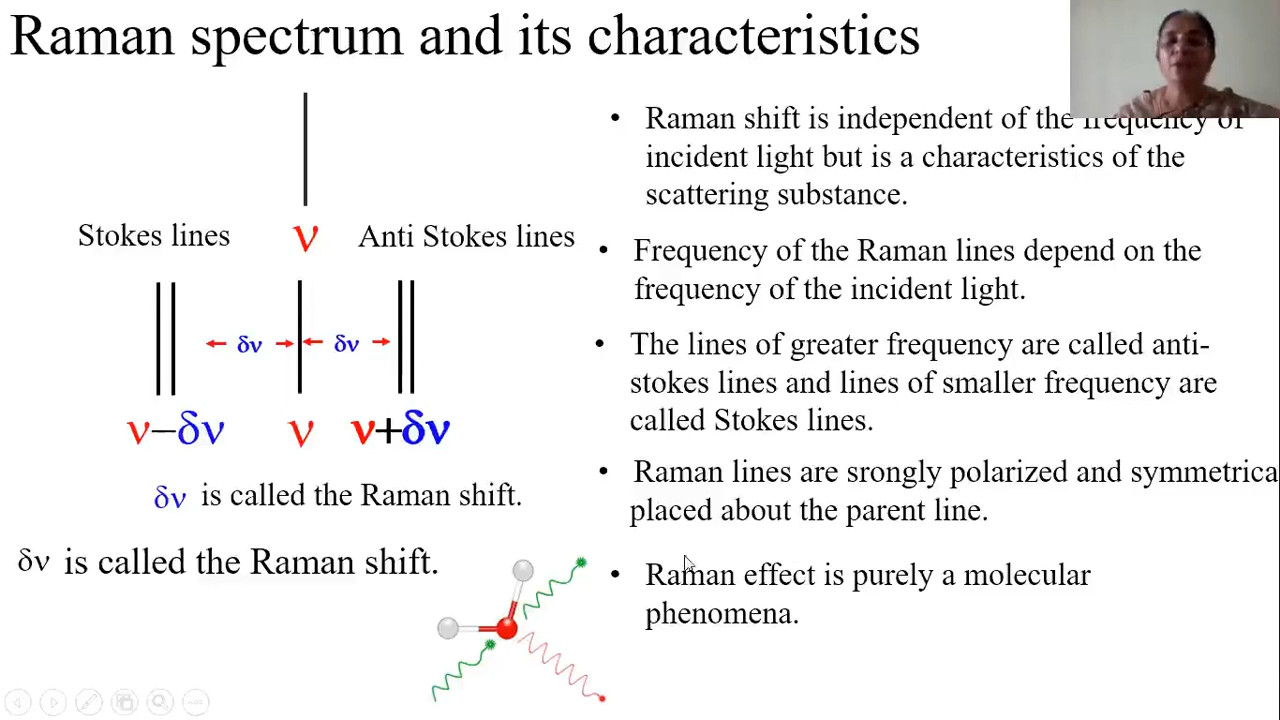 Raman spectrum and its characteristics
ν
Stokes lines
Anti Stokes lines
δν
δν
ν−δν
ν
ν+δν
δν is called the Raman shift.
δν is called the Raman shift.
• Raman shift is independent of the frequency of
incident light but is a characteristics of the
scattering substance.
• Frequency of the Raman lines depend on the
frequency of the incident light.
• The lines of greater frequency are called anti-
stokes lines and lines of smaller frequency are
called Stokes lines.
• Raman lines are srongly polarized and symmetrica
placed about the parent line.
• Raman effect is purely a molecular
phenomena.